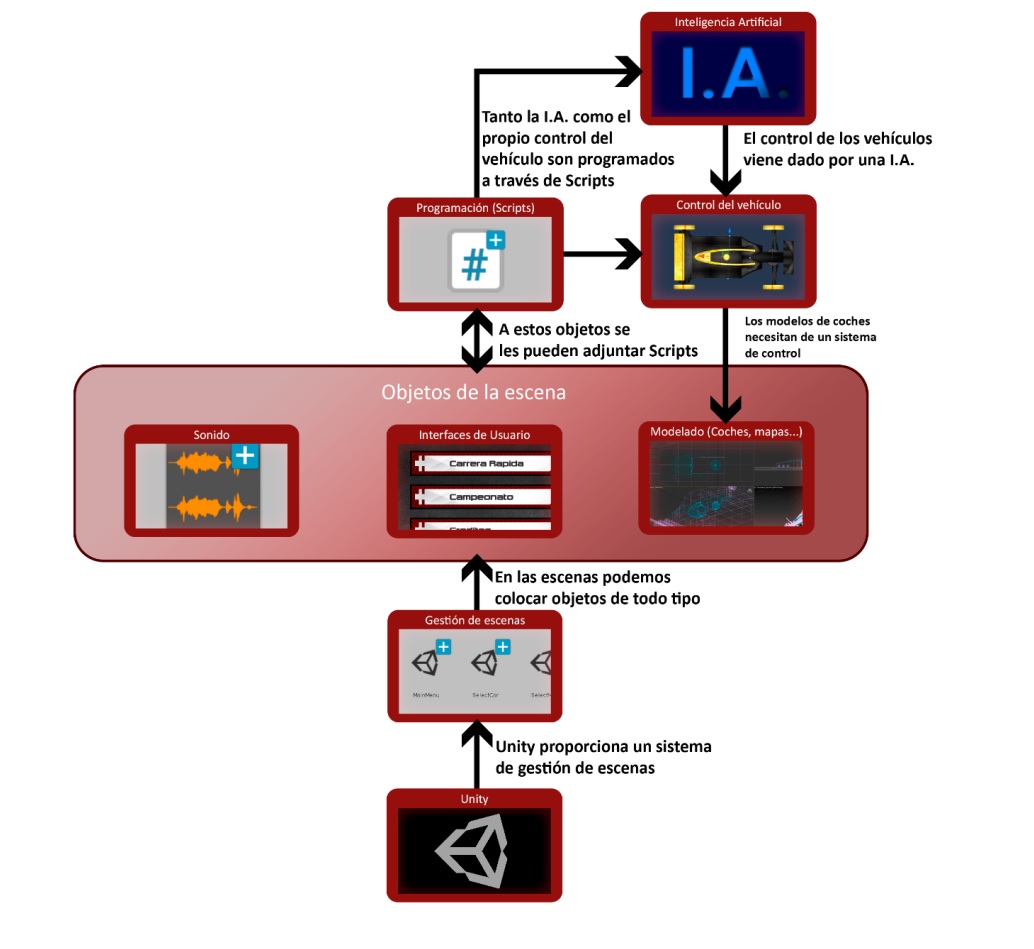 Inteligencia Artificial
I.A.
Tanto la I.A. como el
propio control del
vehículo son programados
a través de Scripts
El control de los vehículos
viene dado por una I.A.
Programación (Scripts)
#
Control del vehículo
A estos objetos se
les pueden adjuntar Scripts
Los modelos de coches
necesitan de un sistema
de control
Objetos de la escena
Sonido
Interfaces de Usuario
Carrera Rapida
Campeonato
Modelado (Coches, mapas...)
En las escenas podemos
colocar objetos de todo tipo
Gestión de escenas
MainMenu
SelectCar
Unity proporciona un sistema
de gestión de escenas
Unity